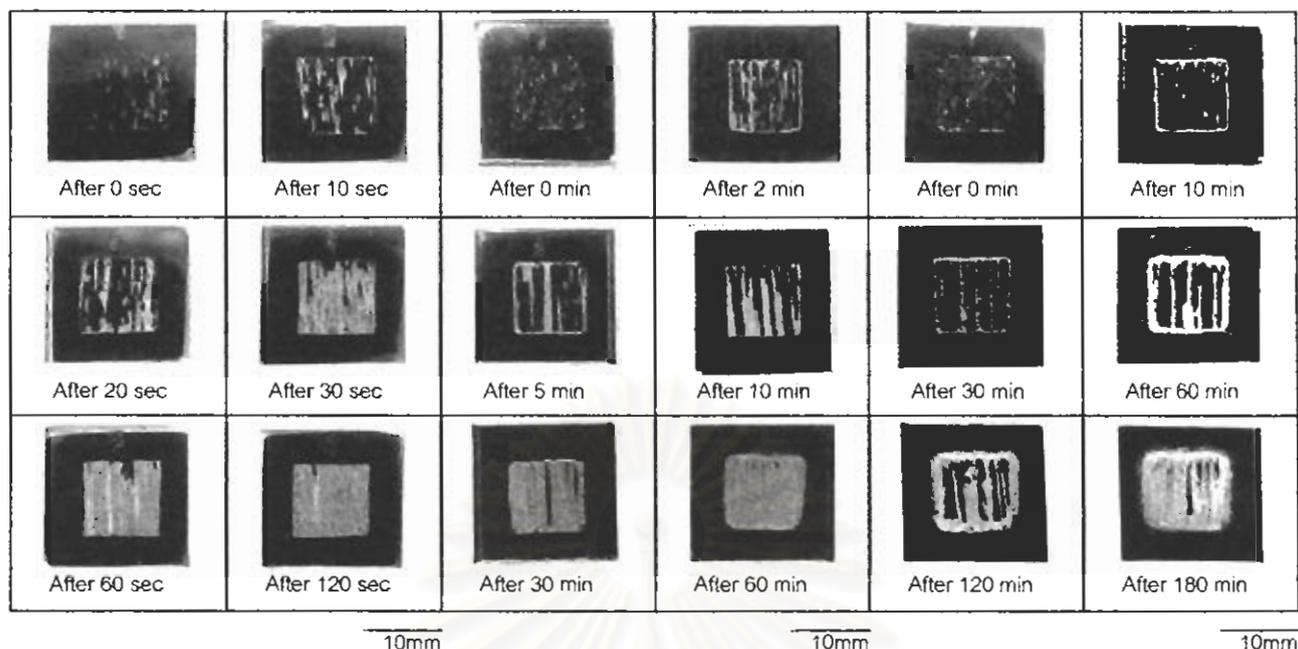 After 0 sec
After 10 sec
After 0 min
After 2 min
After 0 min
After 10 min
After 20 sec
After 30 sec
After 5 min
After 10 min
After 30 min
After 60 min
After 60 sec
After 120 sec
After 30 min
After 60 min
After 120 min
After 180 min
10mm
10mm
10mm